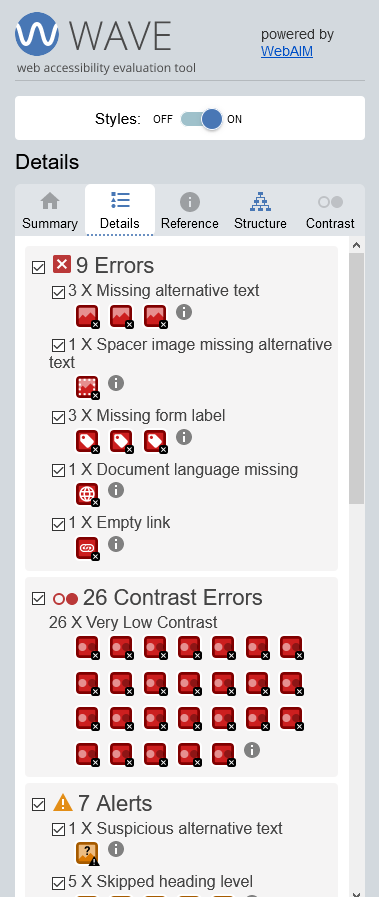 WAVE
web accessibility evaluation tool
powered by
WebAIM
Styles: OFF ON
Details
Summary Details Reference Structure Contrast
9 Errors
3 X Missing alternative text
1 X Spacer image missing alternative
text
3 X Missing form label
1 X Document language missing
1 X Empty link
26 Contrast Errors
26 X Very Low Contrast
7 Alerts
1 X Suspicious alternative text
5 X Skipped heading level